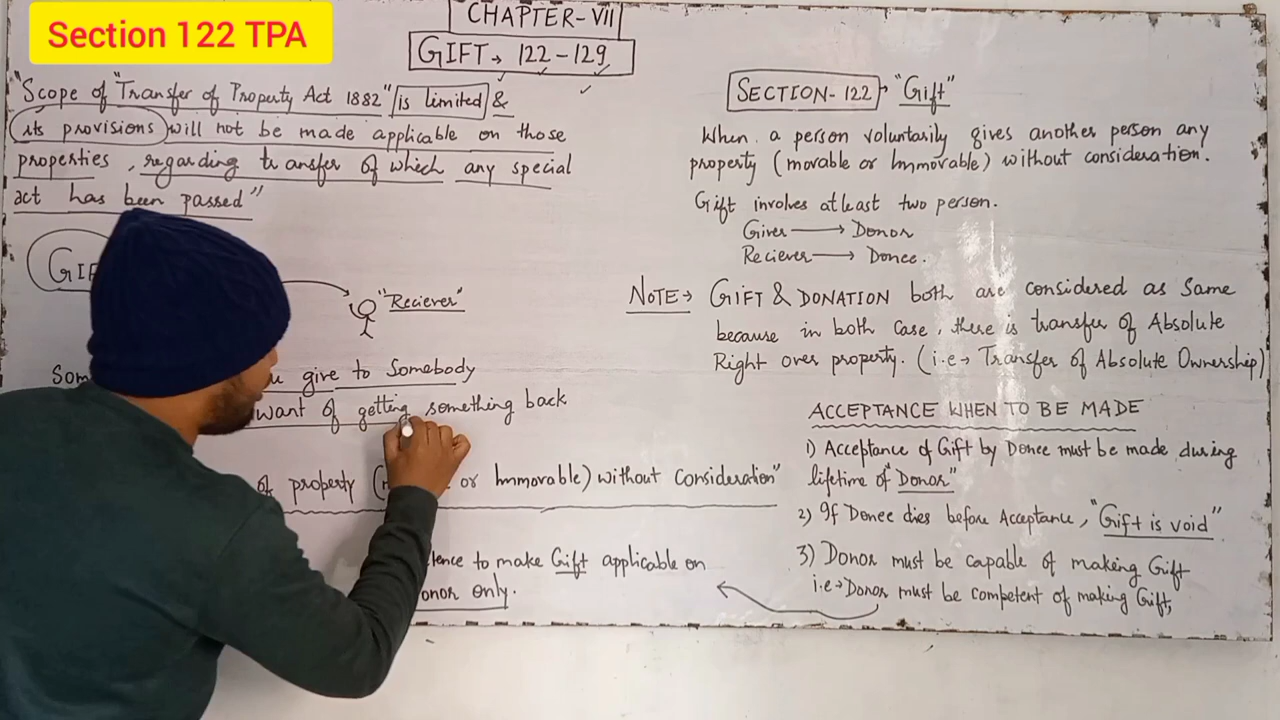 Section 122 TPA
CHAPTER-VII
GIFT → 122-129
"Scope of "Transfer of Property Act 1882" is limited &
its provisions will not be made applicable on those
properties, regarding transfer of which any special
act has been passed"
"Reciever"
give to Somebody
want of getting something back
of property ( or Immovable) without Consideration"
to make Gift applicable on
only.
SECTION-122 "Gift"
When a person voluntarily gives another person any
property (movable or Immovable) without consideration.
Gift involves atleast two person.
Giver → Donor
Reciever → Donee.
NOTE → GIFT & DONATION both are considered as Same
because in both Case, there is transfer of Absolute
Right over property. (i.e → Transfer of Absolute Ownership)
ACCEPTANCE WHEN TO BE MADE
1) Acceptance of Gift by Donee must be made during
lifetime of "Donor"
2) If Donee dies before Acceptance, "Gift is void"
3) Donor must be capable of making Gift
i.e → Donor must be competent of making Gift,